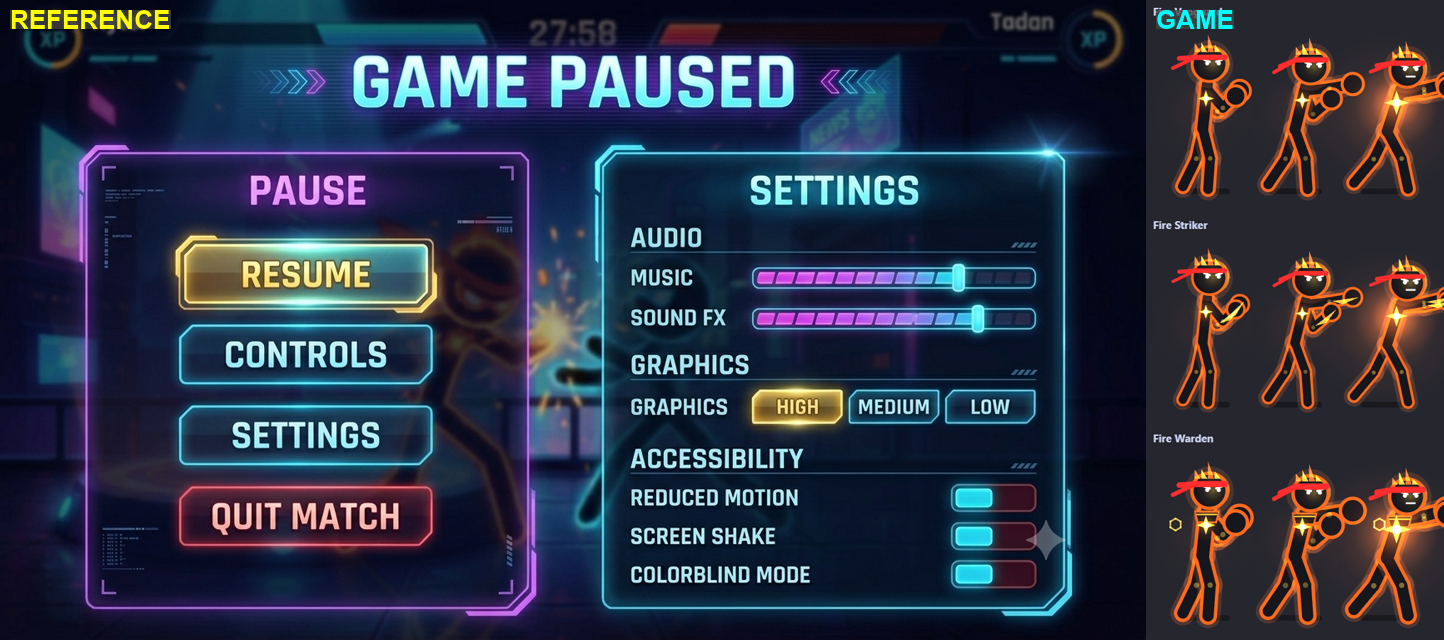 REFERENCE
GAME
XP
27:58
Tadan
XP
GAME PAUSED
NEWS
PAUSE
RESUME
CONTROLS
SETTINGS
QUIT MATCH
SETTINGS
AUDIO
MUSIC
SOUND FX
GRAPHICS
GRAPHICS
HIGH
MEDIUM
LOW
ACCESSIBILITY
REDUCED MOTION
SCREEN SHAKE
COLORBLIND MODE
Fire Striker
Fire Warden